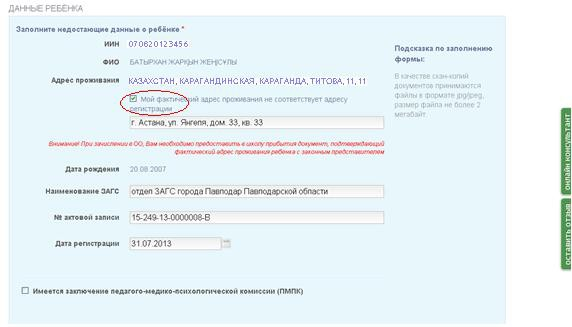 ДАННЫЕ РЕБЁНКА
Заполните недостающие данные о ребёнке *
ИИН 070620123456
ФИО БАТЫРХАН ЖАРҚЫН ЖЕҢІСҰЛЫ
Адрес проживания КАЗАХСТАН, КАРАГАНДИНСКАЯ, КАРАГАНДА, ТИТОВА, 11, 11
Мой фактический адрес проживания не соответствует адресу
регистрации
г. Астана, ул. Янгеля, дом. 33, кв. 33
Внимание! При зачислении в ОО, Вам необходимо предоставить в школу прибытия документ, подтверждающий
фактический адрес проживания ребёнка с законным представителем
Дата рождения 20.08.2007
Наименование ЗАГС отдел ЗАГС города Павлодар Павлодарской области
№ актовой записи 15-249-13-0000008-В
Дата регистрации 31.07.2013
Имеется заключение педагого-медико-психологической комиссии (ПМПК)
Подсказка по заполнению
формы:
В качестве скан-копий
документов принимаются
файлы в формате jpg/jpeg,
размер файла не более 2
мегабайт.
онлайн консультант
оставить отзыв